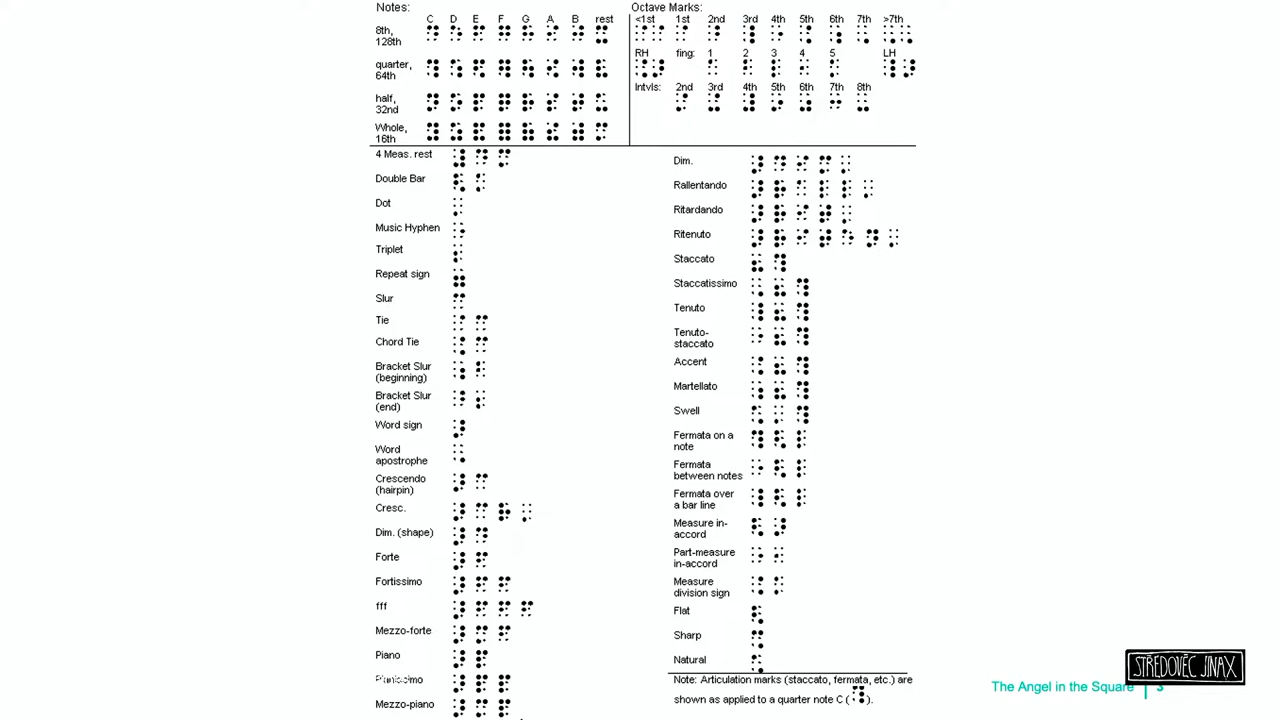 Notes:
C D E F G A B rest
8th,
128th
quarter,
64th
half,
32nd
Whole,
16th
Octave Marks:
<1st 1st 2nd 3rd 4th 5th 6th 7th >7th
RH fing: 1 2 3 4 5 LH
Intvls: 2nd 3rd 4th 5th 6th 7th 8th
4 Meas. rest
Double Bar
Dot
Music Hyphen
Triplet
Repeat sign
Slur
Tie
Chord Tie
Bracket Slur
(beginning)
Bracket Slur
(end)
Word sign
Word
apostrophe
Crescendo
(hairpin)
Cresc.
Dim. (shape)
Forte
Fortissimo
fff
Mezzo-forte
Piano
Pianissimo
Mezzo-piano
Dim.
Rallentando
Ritardando
Ritenuto
Staccato
Staccatissimo
Tenuto
Tenuto-
staccato
Accent
Martellato
Swell
Fermata on a
note
Fermata
between notes
Fermata over
a bar line
Measure in-
accord
Part-measure
in-accord
Measure
division sign
Flat
Sharp
Natural
Note: Articulation marks (staccato, fermata, etc.) are
shown as applied to a quarter note C ( ).
STŘEDOVĚC JINAX
The Angel in the Square 3